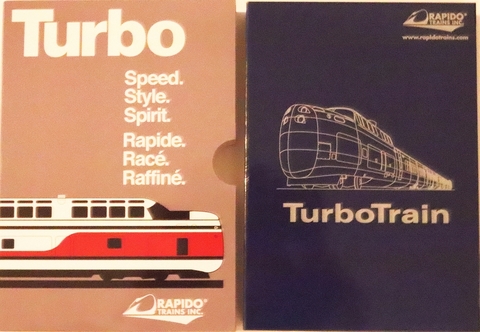 Turbo
Speed.
Style.
Spirit.
Rapide.
Racé.
Raffiné.
RAPIDO®
TRAINS INC.
RAPIDO®
TRAINS INC.
www.rapidotrains.com
TurboTrain